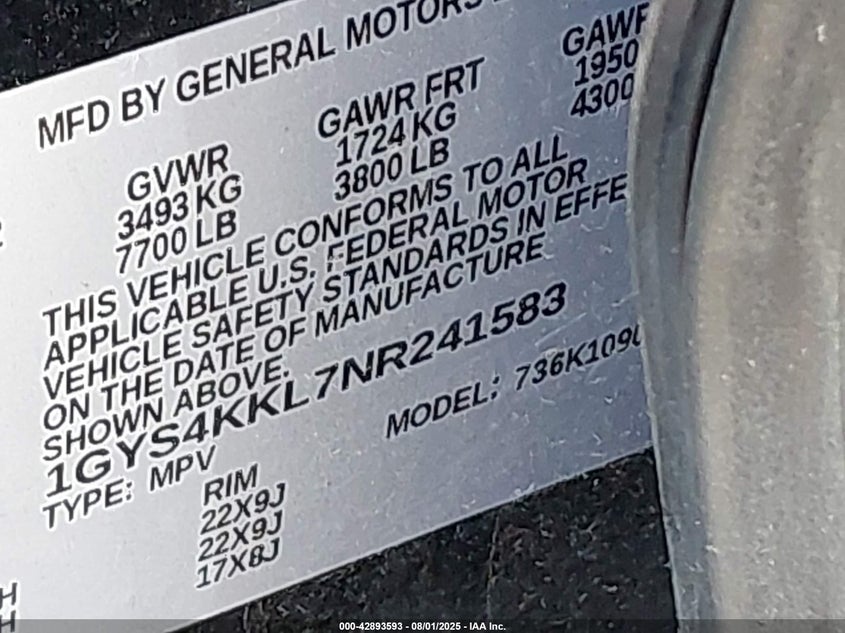 MFD BY GENERAL MOTORS
GVWR
3493 KG
7700 LB
GAWR FRT
1724 KG
3800 LB
GAWR
1950
4300
THIS VEHICLE CONFORMS TO ALL
APPLICABLE U.S. FEDERAL MOTOR
VEHICLE SAFETY STANDARDS IN EFFE
ON THE DATE OF MANUFACTURE
SHOWN ABOVE.
1GYS4KKL7NR241583
TYPE: MPV
MODEL: 736K109
RIM
22X9J
22X9J
17X8J
H
H
000-42893593 - 08/01/2025 - IAA Inc.